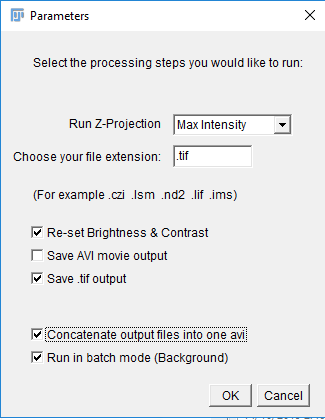 Parameters
Select the processing steps you would like to run:
Run Z-Projection Max Intensity
Choose your file extension: .tif
(For example .czi .lsm .nd2 .lif .ims)
Re-set Brightness & Contrast
Save AVI movie output
Save .tif output
Concatenate output files into one avi
Run in batch mode (Background)
OK Cancel